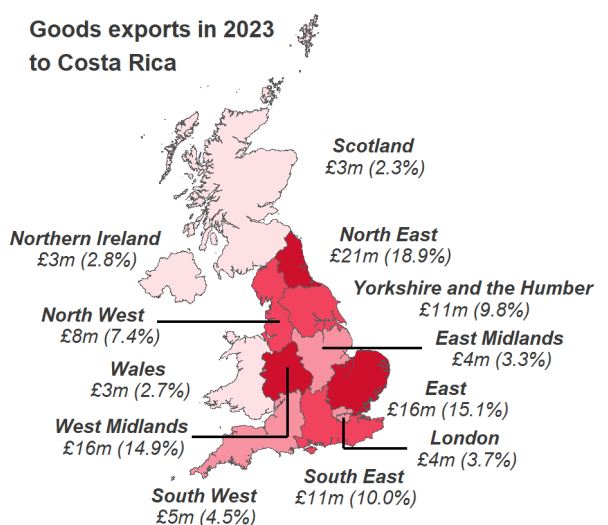 Goods exports in 2023
to Costa Rica
Scotland
£3m (2.3%)
Northern Ireland
£3m (2.8%)
North East
£21m (18.9%)
Yorkshire and the Humber
£11m (9.8%)
North West
£8m (7.4%)
East Midlands
£4m (3.3%)
Wales
£3m (2.7%)
East
£16m (15.1%)
West Midlands
£16m (14.9%)
London
£4m (3.7%)
South East
£11m (10.0%)
South West
£5m (4.5%)